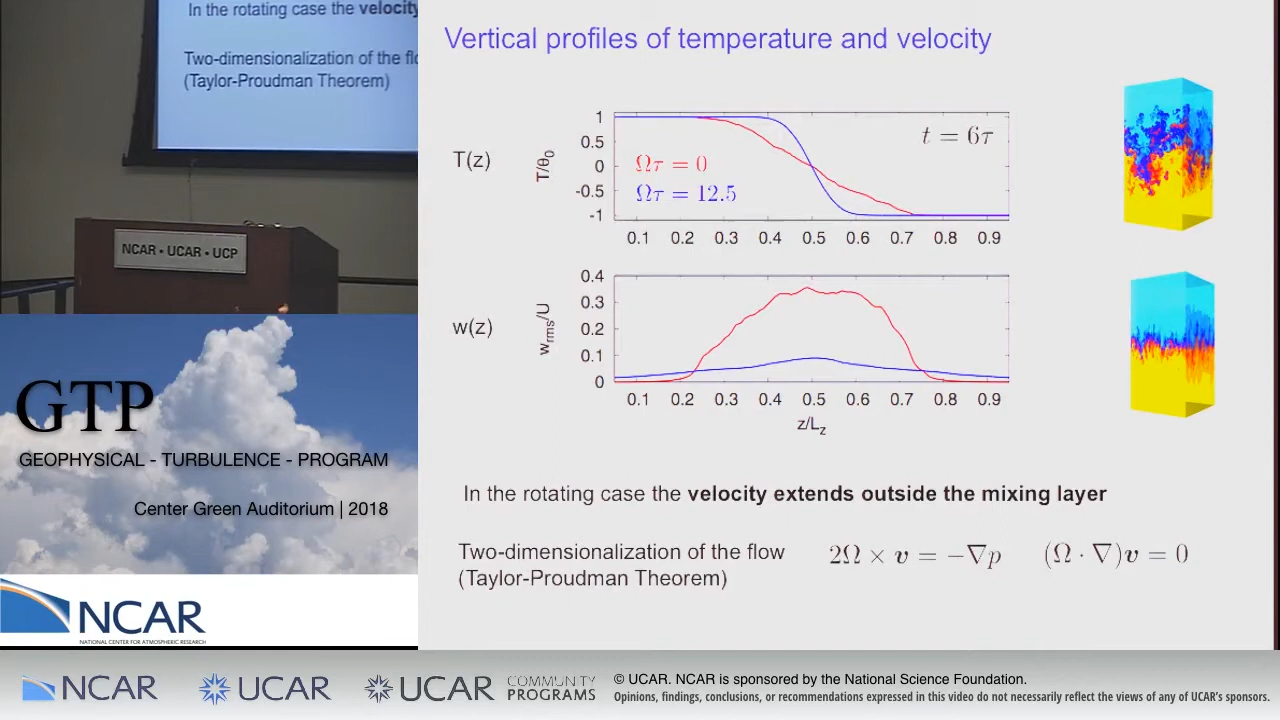 In the rotating case the velocity
Two-dimensionalization of the flo
(Taylor-Proudman Theorem)
NCAR • UCAR • UCP
GTP
GEOPHYSICAL - TURBULENCE - PROGRAM
Center Green Auditorium | 2018
NCAR
NATIONAL CENTER FOR ATMOSPHERIC RESEARCH
Vertical profiles of temperature and velocity
T(z)
T/θ₀
1
0.5
0
-0.5
-1
t = 6τ
Ωτ = 0
Ωτ = 12.5
0.1 0.2 0.3 0.4 0.5 0.6 0.7 0.8 0.9
w(z)
w_rms/U
0.4
0.3
0.2
0.1
0
0.1 0.2 0.3 0.4 0.5 0.6 0.7 0.8 0.9
z/L_z
In the rotating case the velocity extends outside the mixing layer
Two-dimensionalization of the flow 2Ω × v = −∇p (Ω · ∇)v = 0
(Taylor-Proudman Theorem)
NCAR UCAR UCAR COMMUNITY PROGRAMS
© UCAR. NCAR is sponsored by the National Science Foundation.
Opinions, findings, conclusions, or recommendations expressed in this video do not necessarily reflect the views of any of UCAR's sponsors.